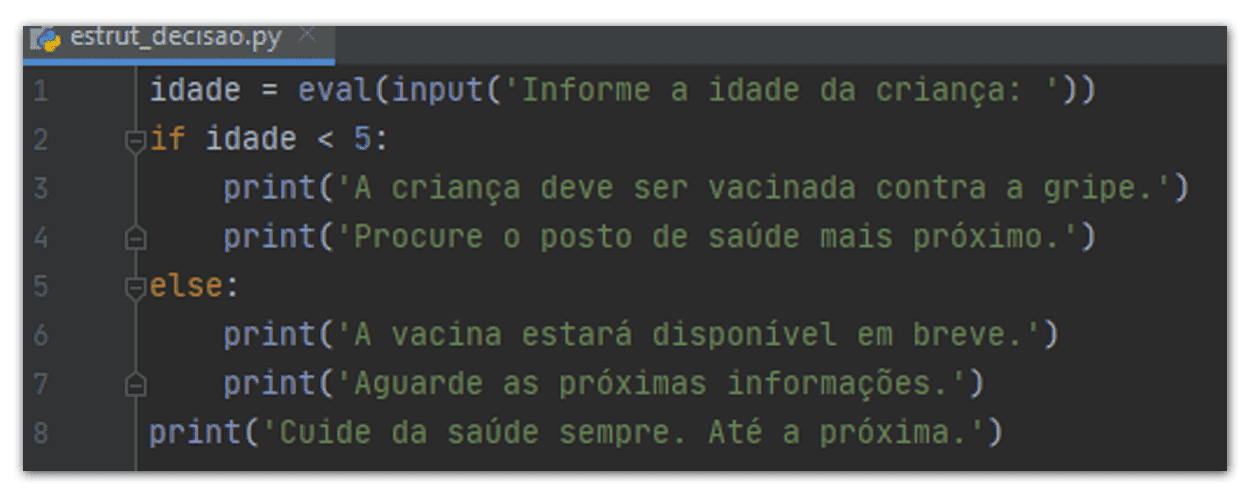 estrut_decisao.py
1 idade = eval(input('Informe a idade da criança: '))
2 if idade < 5:
3     print('A criança deve ser vacinada contra a gripe.')
4     print('Procure o posto de saúde mais próximo.')
5 else:
6     print('A vacina estará disponível em breve.')
7     print('Aguarde as próximas informações.')
8 print('Cuide da saúde sempre. Até a próxima.')